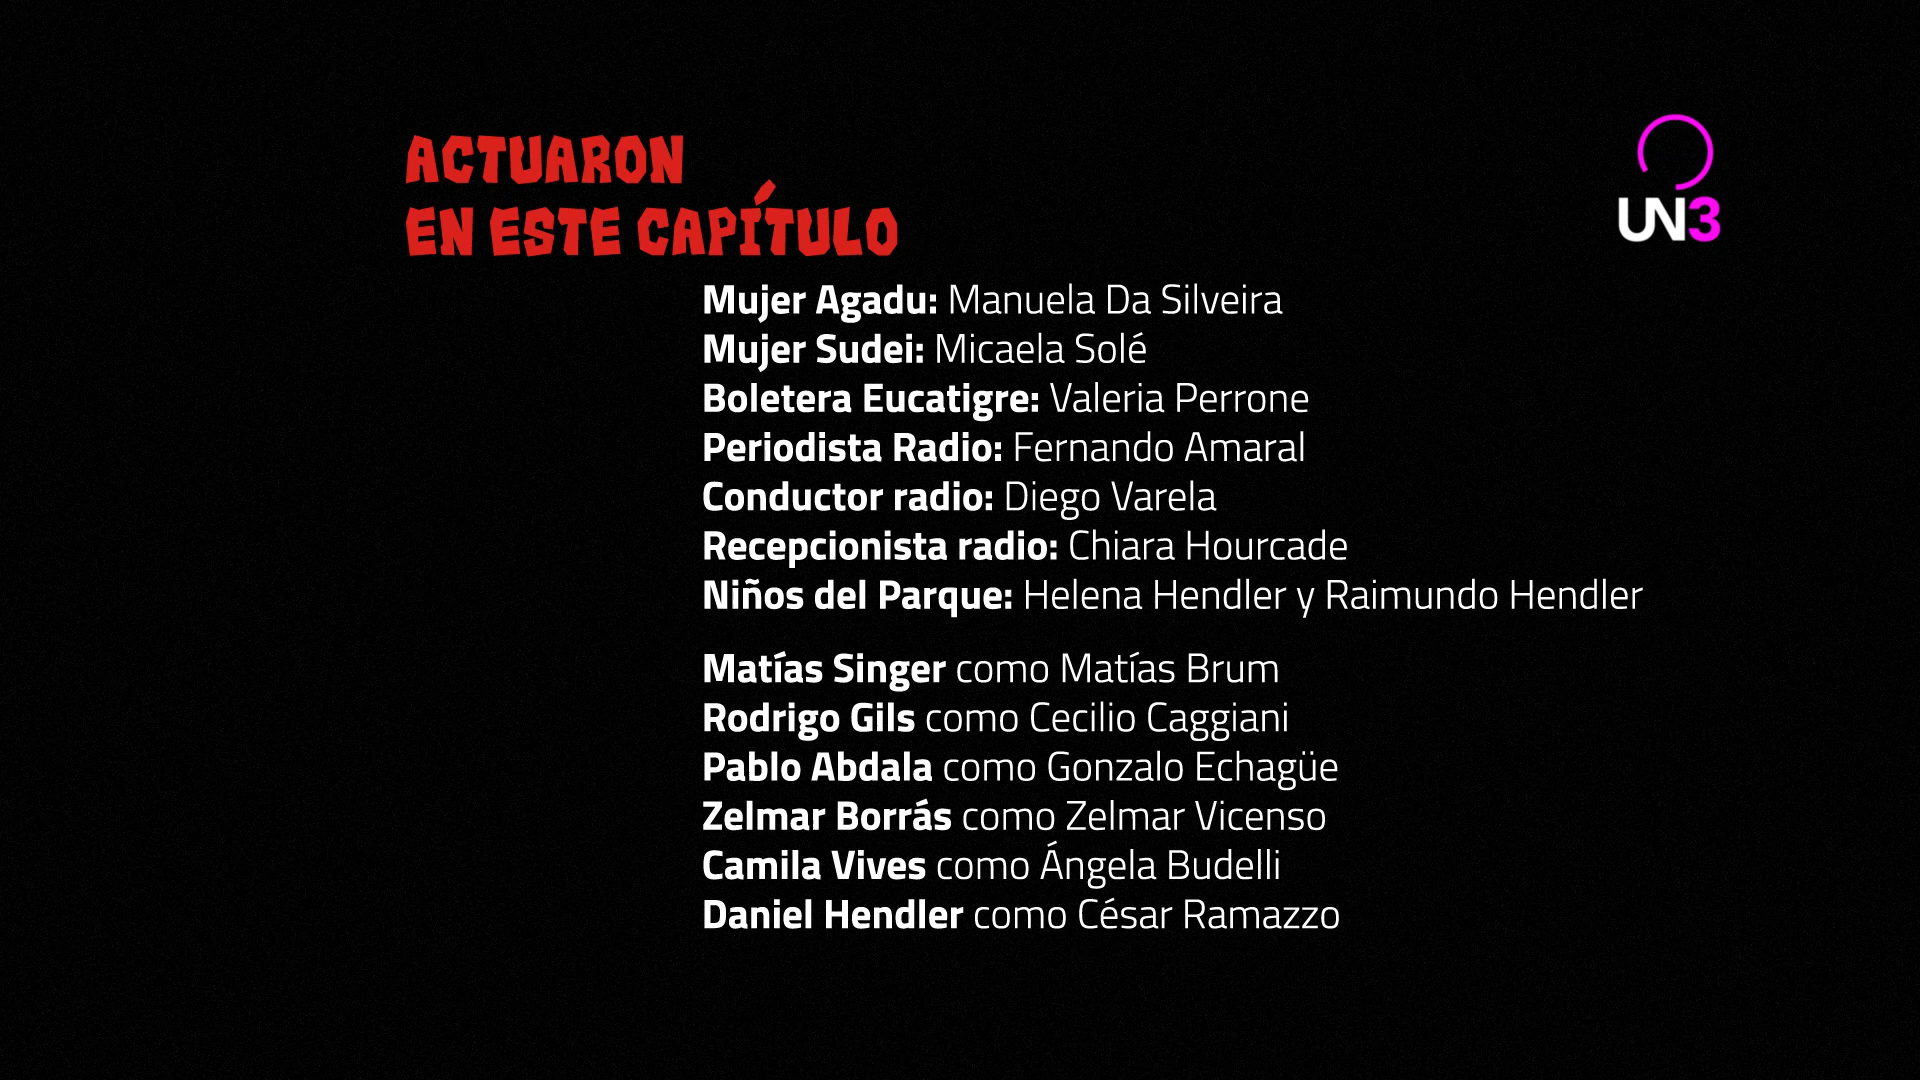 ACTUARON
EN ESTE CAPÍTULO
UN3
Mujer Agadu: Manuela Da Silveira
Mujer Sudei: Micaela Solé
Boletera Eucatigre: Valeria Perrone
Periodista Radio: Fernando Amaral
Conductor radio: Diego Varela
Recepcionista radio: Chiara Hourcade
Niños del Parque: Helena Hendler y Raimundo Hendler
Matías Singer como Matías Brum
Rodrigo Gils como Cecilio Caggiani
Pablo Abdala como Gonzalo Echagüe
Zelmar Borrás como Zelmar Vicenso
Camila Vives como Ángela Budelli
Daniel Hendler como César Ramazzo